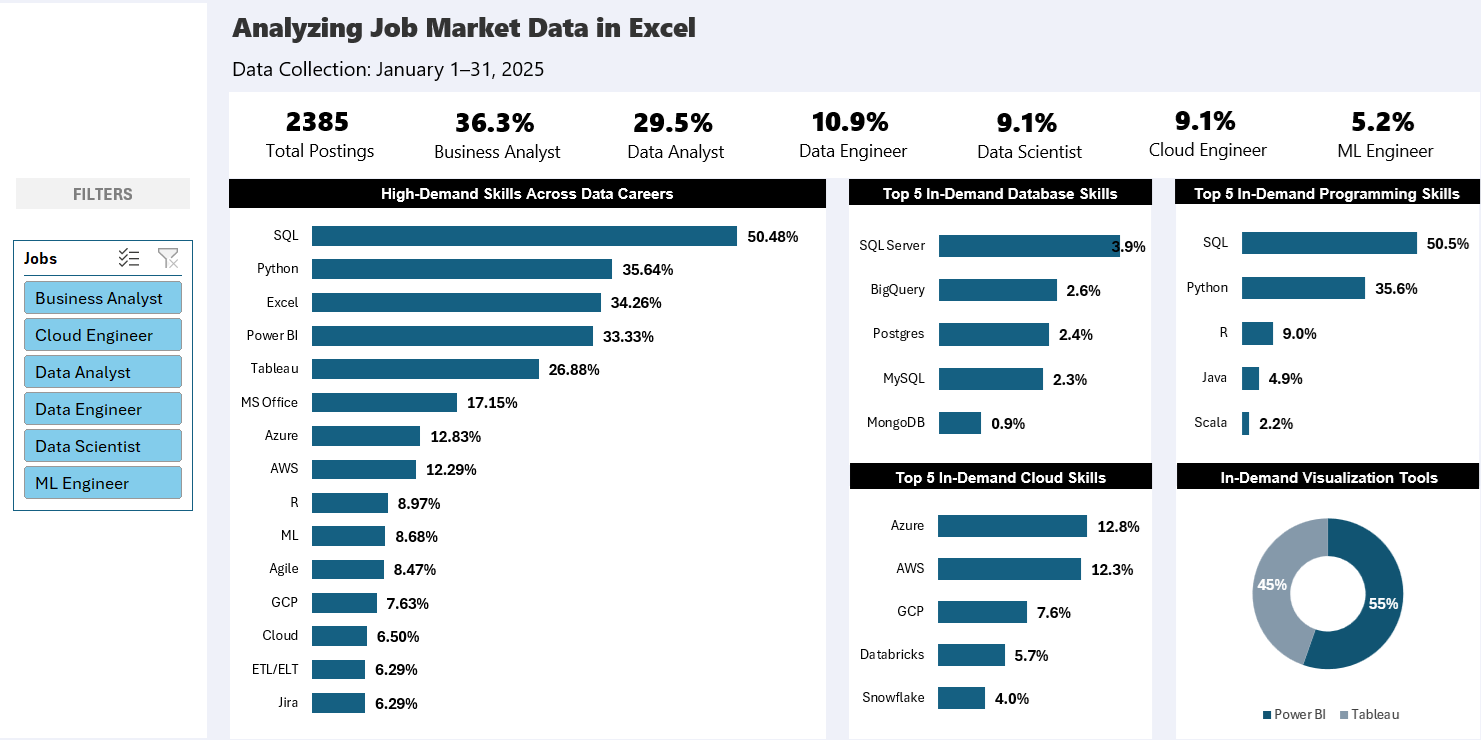 Analyzing Job Market Data in Excel
Data Collection: January 1–31, 2025
2385
Total Postings
36.3%
Business Analyst
29.5%
Data Analyst
10.9%
Data Engineer
9.1%
Data Scientist
9.1%
Cloud Engineer
5.2%
ML Engineer
FILTERS
Jobs
Business Analyst
Cloud Engineer
Data Analyst
Data Engineer
Data Scientist
ML Engineer
High-Demand Skills Across Data Careers
SQL 50.48%
Python 35.64%
Excel 34.26%
Power BI 33.33%
Tableau 26.88%
MS Office 17.15%
Azure 12.83%
AWS 12.29%
R 8.97%
ML 8.68%
Agile 8.47%
GCP 7.63%
Cloud 6.50%
ETL/ELT 6.29%
Jira 6.29%
Top 5 In-Demand Database Skills
SQL Server 3.9%
BigQuery 2.6%
Postgres 2.4%
MySQL 2.3%
MongoDB 0.9%
Top 5 In-Demand Programming Skills
SQL 50.5%
Python 35.6%
R 9.0%
Java 4.9%
Scala 2.2%
Top 5 In-Demand Cloud Skills
Azure 12.8%
AWS 12.3%
GCP 7.6%
Databricks 5.7%
Snowflake 4.0%
In-Demand Visualization Tools
45%
55%
Power BI Tableau